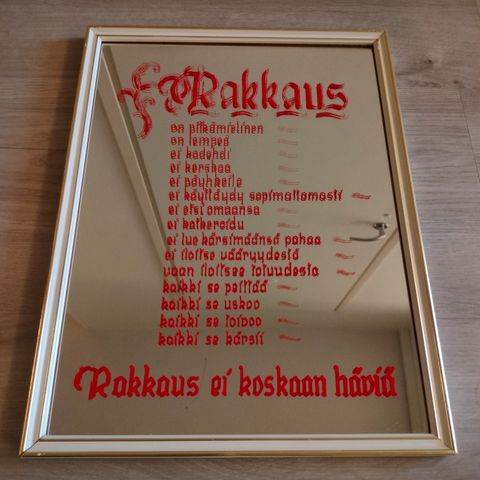 Rakkaus
on pitkämielinen
on lempeä
ei kadehdi
ei kerskaa
ei pöyhkeile
ei käyttäydy sopimattomasti
ei etsi omaansa
ei katkeroidu
ei lue kärsimäänsä pahaa
ei iloitse vääryydestä
vaan iloitsee totuudesta
kaikki se peittää
kaikki se uskoo
kaikki se toivoo
kaikki se kärsii
Rakkaus ei koskaan häviä